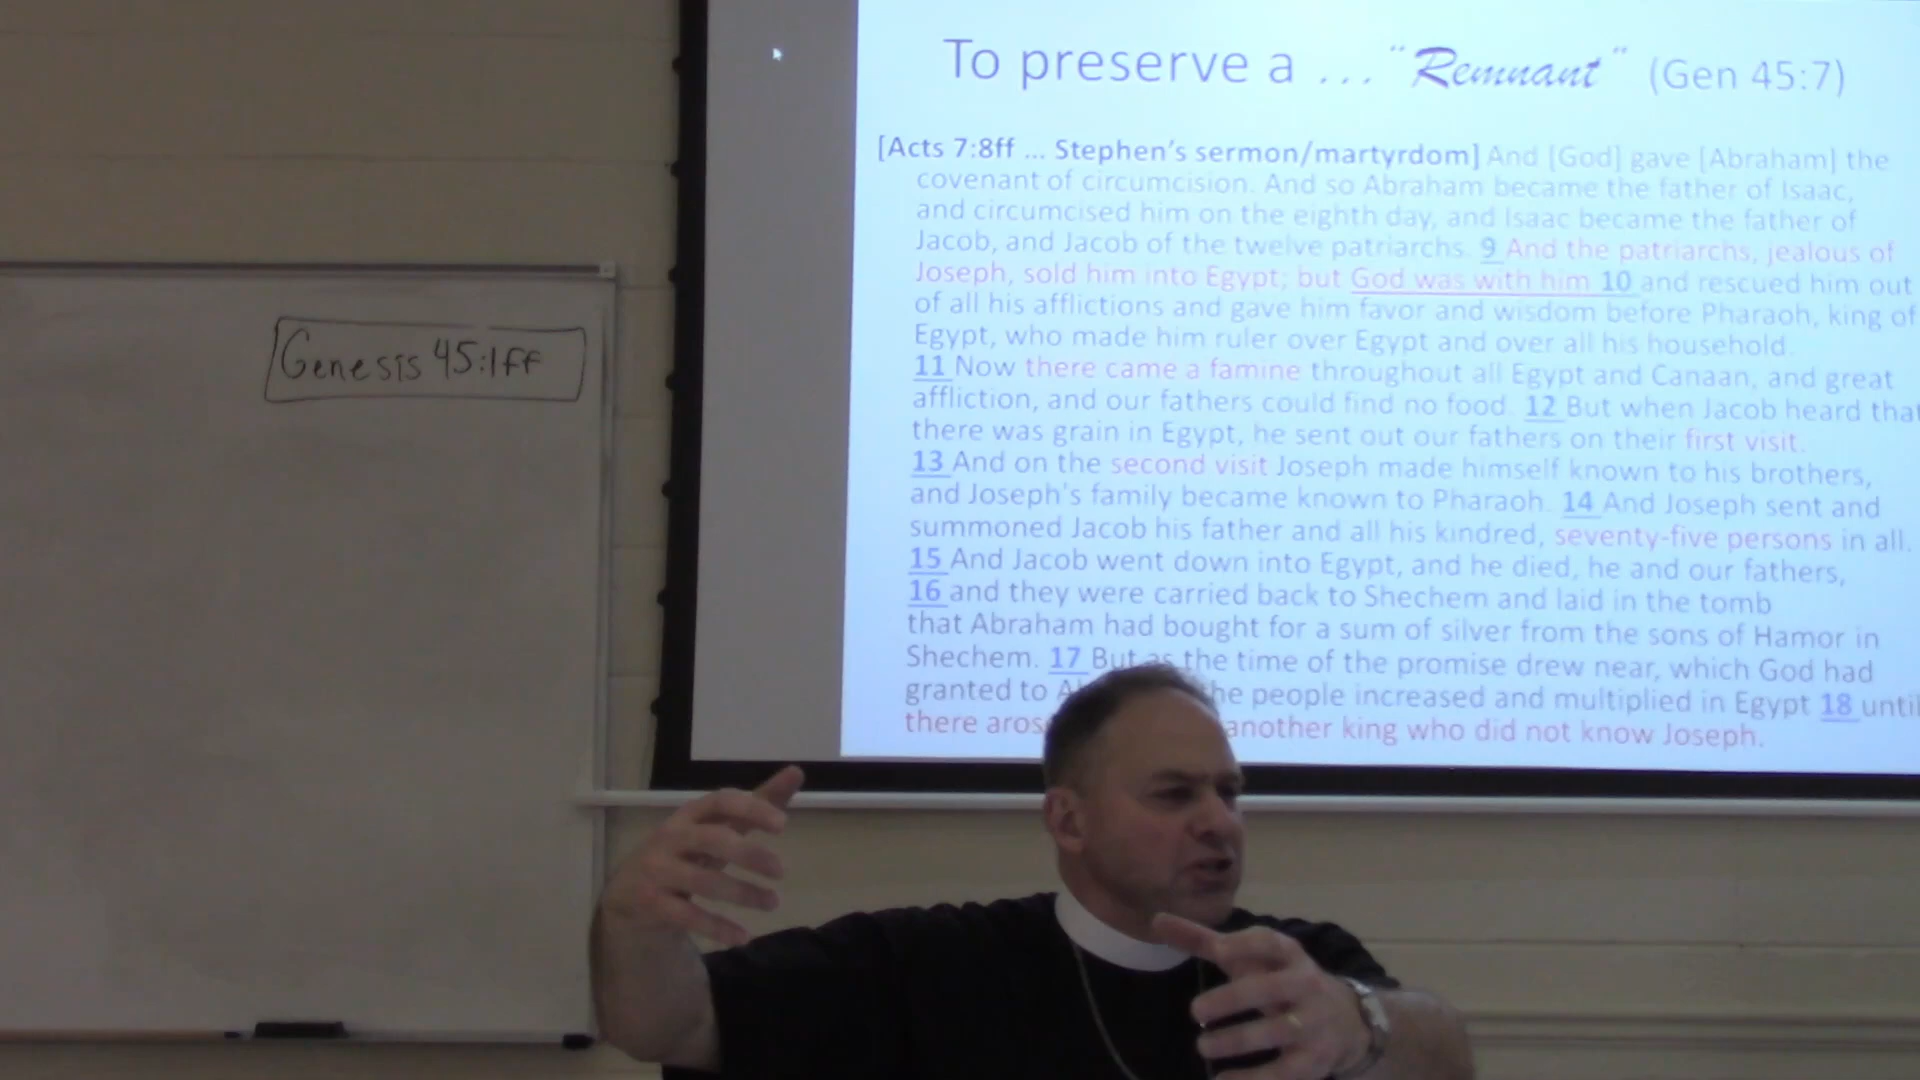 Genesis 45:1ff
To preserve a ... "Remnant" (Gen 45:7)
[Acts 7:8ff ... Stephen's sermon/martyrdom] And [God] gave [Abraham] the
covenant of circumcision. And so Abraham became the father of Isaac,
and circumcised him on the eighth day, and Isaac became the father of
Jacob, and Jacob of the twelve patriarchs. 9 And the patriarchs, jealous of
Joseph, sold him into Egypt; but God was with him 10 and rescued him out
of all his afflictions and gave him favor and wisdom before Pharaoh, king of
Egypt, who made him ruler over Egypt and over all his household.
11 Now there came a famine throughout all Egypt and Canaan, and great
affliction, and our fathers could find no food. 12 But when Jacob heard that
there was grain in Egypt, he sent out our fathers on their first visit.
13 And on the second visit Joseph made himself known to his brothers,
and Joseph's family became known to Pharaoh. 14 And Joseph sent and
summoned Jacob his father and all his kindred, seventy-five persons in all.
15 And Jacob went down into Egypt, and he died, he and our fathers,
16 and they were carried back to Shechem and laid in the tomb
that Abraham had bought for a sum of silver from the sons of Hamor in
Shechem. 17 But as the time of the promise drew near, which God had
granted to the people increased and multiplied in Egypt 18 until
there another king who did not know Joseph.